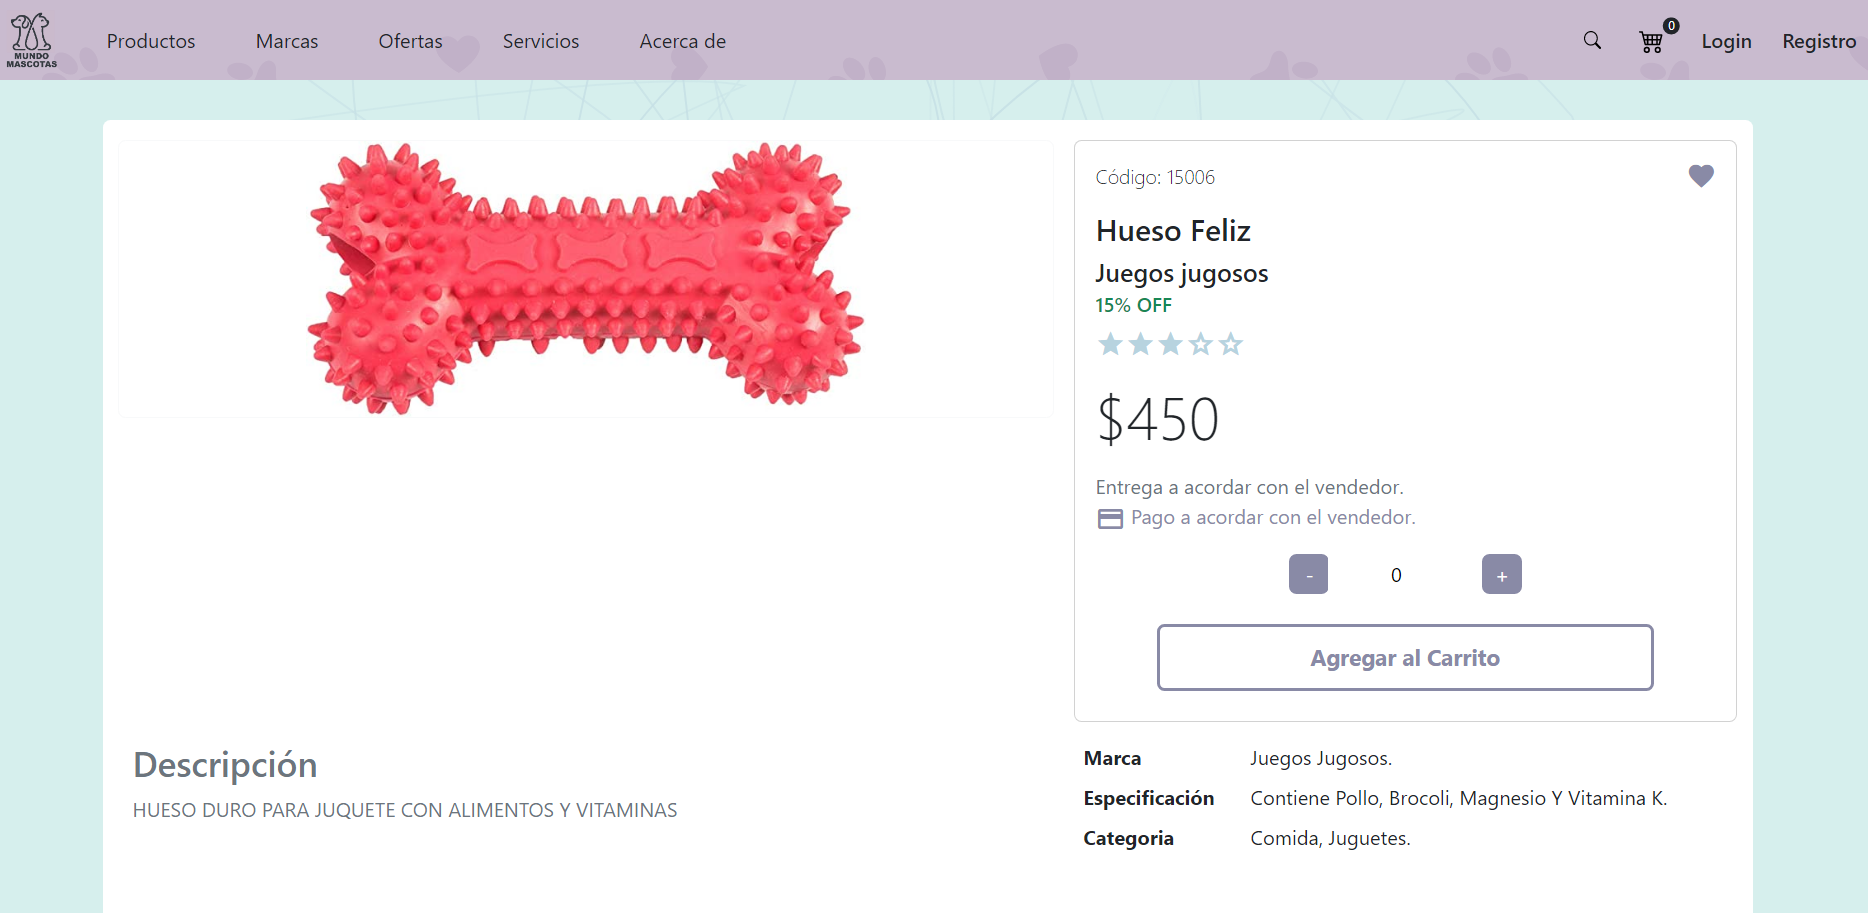 MUNDO
MASCOTAS
Productos Marcas Ofertas Servicios Acerca de 0 Login Registro
Código: 15006
Hueso Feliz
Juegos jugosos
15% OFF
$450
Entrega a acordar con el vendedor.
Pago a acordar con el vendedor.
- 0 +
Agregar al Carrito
Descripción
HUESO DURO PARA JUQUETE CON ALIMENTOS Y VITAMINAS
Marca Juegos Jugosos.
Especificación Contiene Pollo, Brocoli, Magnesio Y Vitamina K.
Categoria Comida, Juguetes.